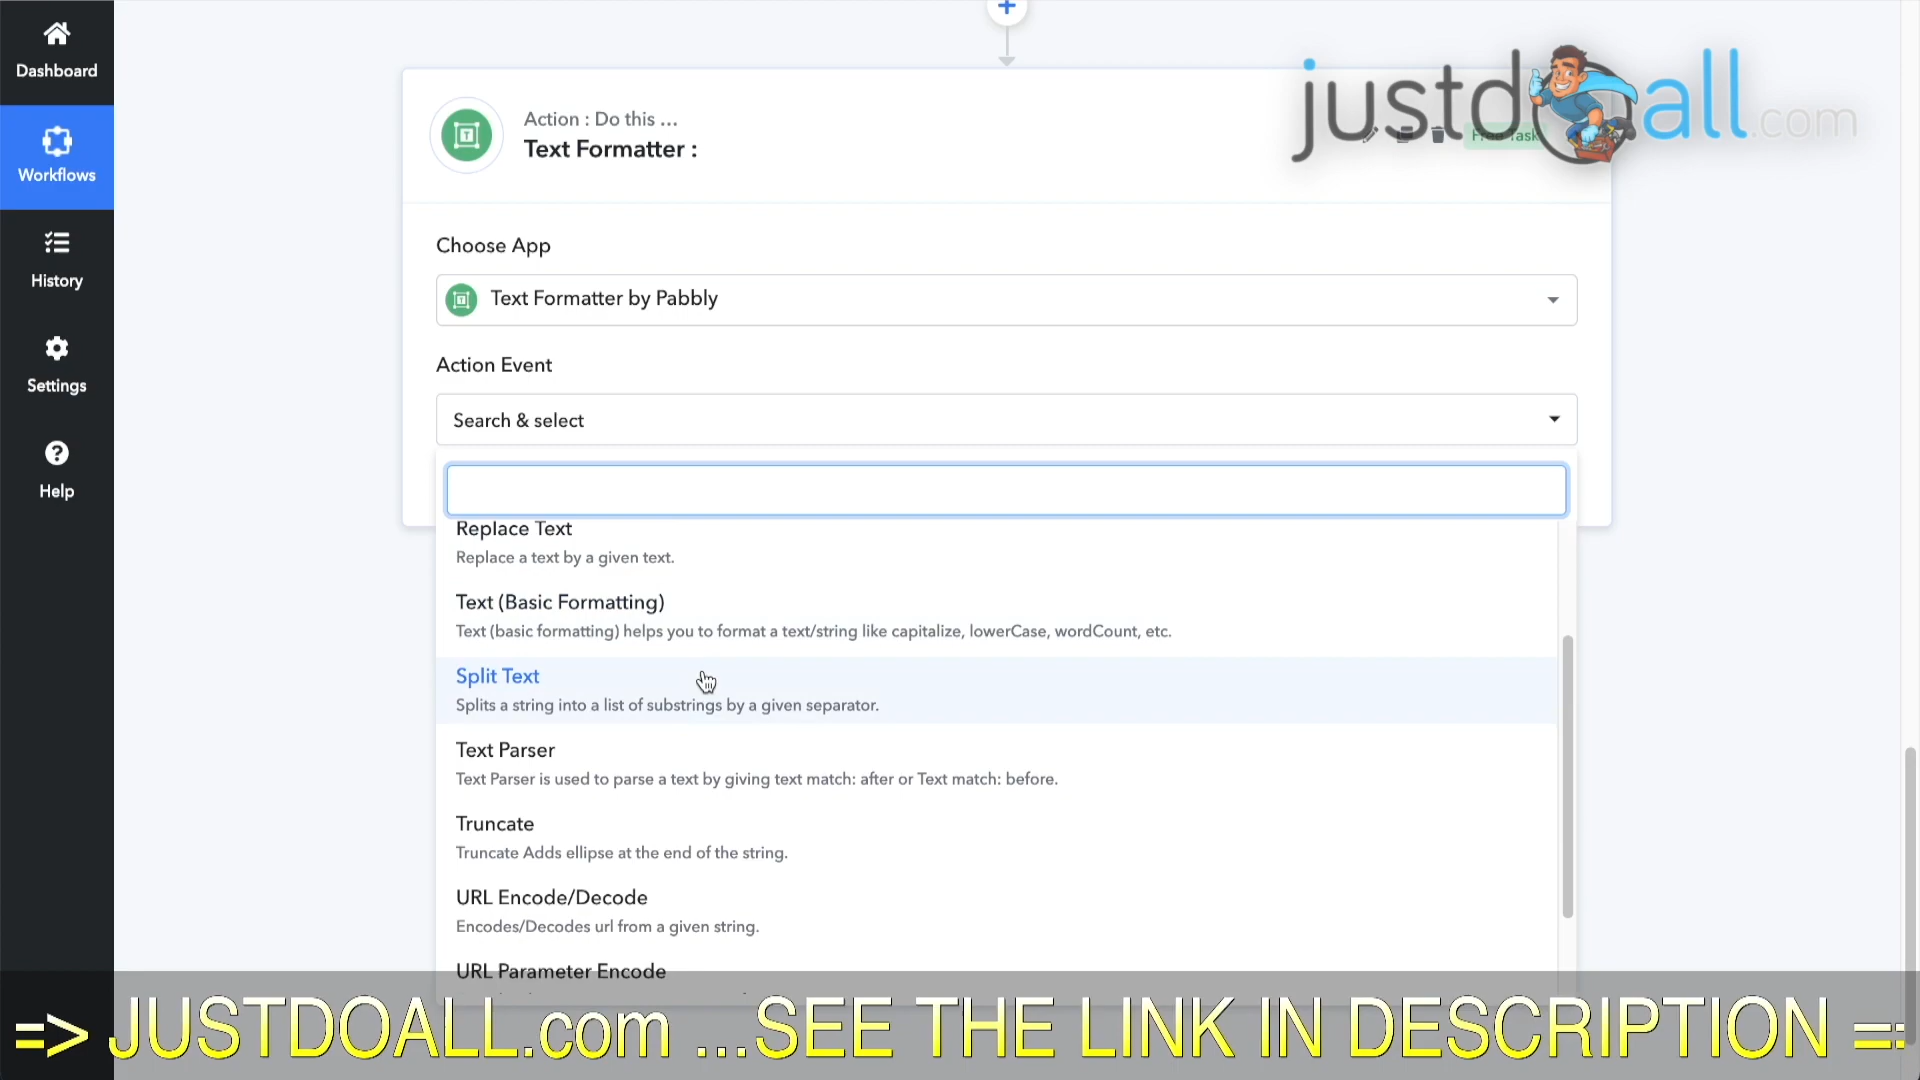 Dashboard
Workflows
History
Settings
Help
justdoall.com
Action : Do this ...
Text Formatter :
Free Task
Choose App
Text Formatter by Pabbly
Action Event
Search & select
Replace Text
Replace a text by a given text.
Text (Basic Formatting)
Text (basic formatting) helps you to format a text/string like capitalize, lowerCase, wordCount, etc.
Split Text
Splits a string into a list of substrings by a given separator.
Text Parser
Text Parser is used to parse a text by giving text match: after or Text match: before.
Truncate
Truncate Adds ellipse at the end of the string.
URL Encode/Decode
Encodes/Decodes url from a given string.
URL Parameter Encode
=> JUSTDOALL.com ...SEE THE LINK IN DESCRIPTION =